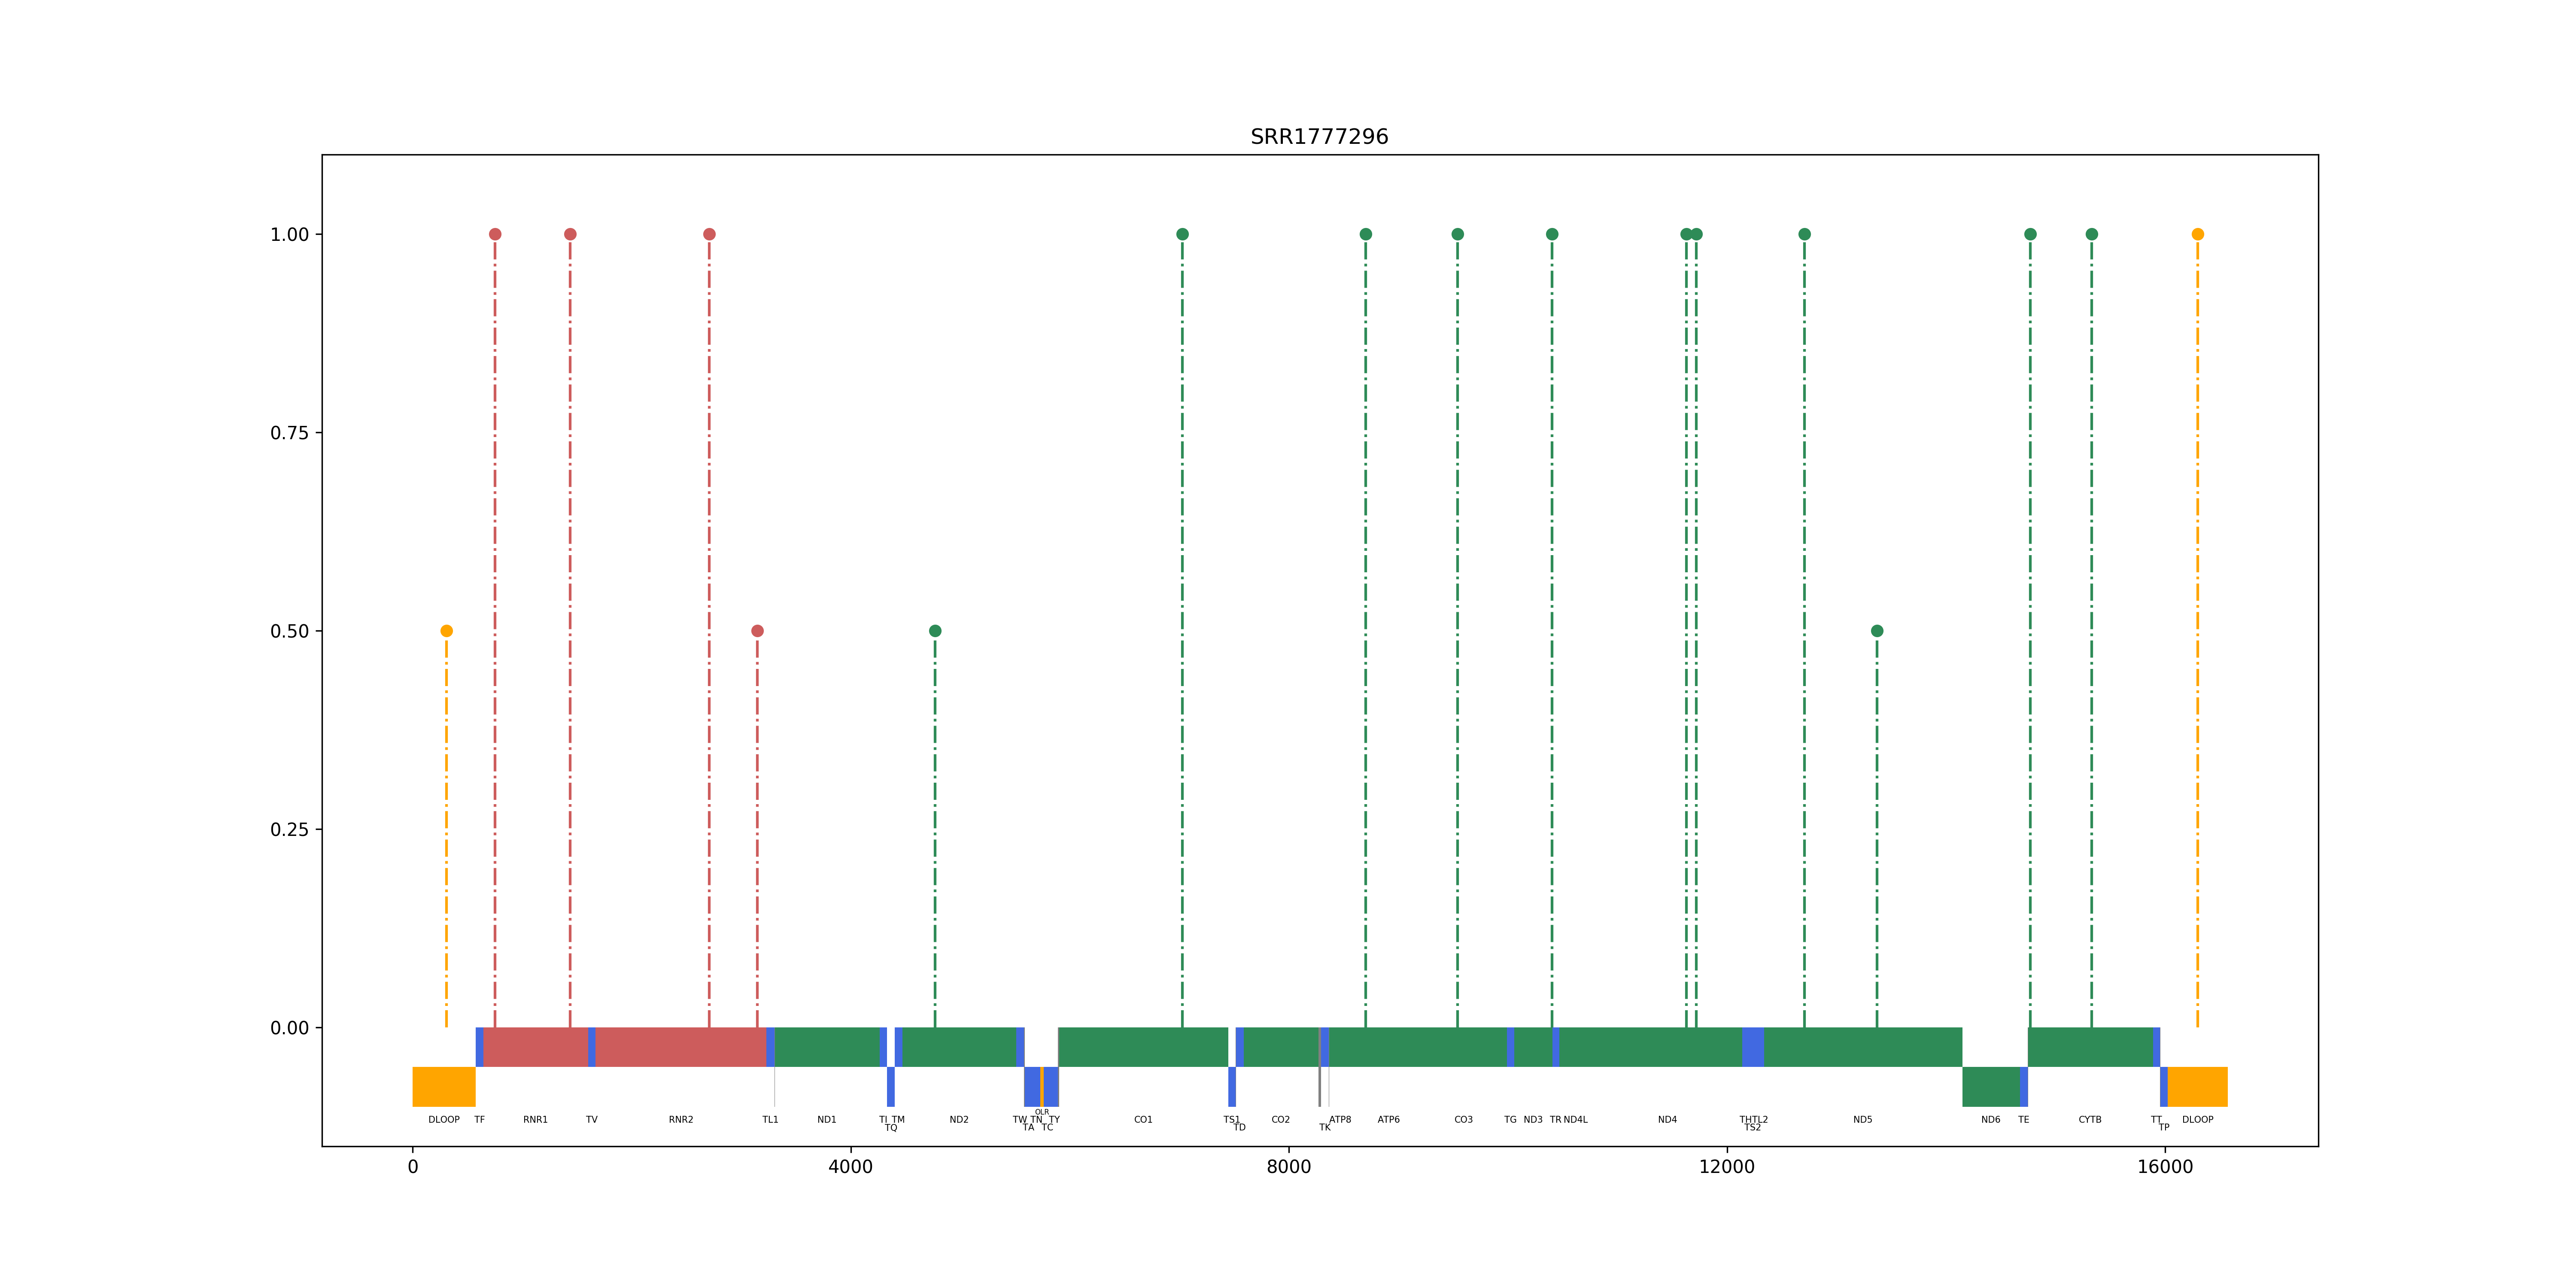 SRR1777296
1.00
0.75
0.50
0.25
0.00
OLR
DLOOP TF RNR1 TV RNR2 TL1 ND1 TI TM ND2 TW TN TY CO1 TS1 CO2 ATP8 ATP6 CO3 TG ND3 TR ND4L ND4 THTL2 ND5 ND6 TE CYTB TT DLOOP
TQ TA TC TD TK TS2 TP
0 4000 8000 12000 16000